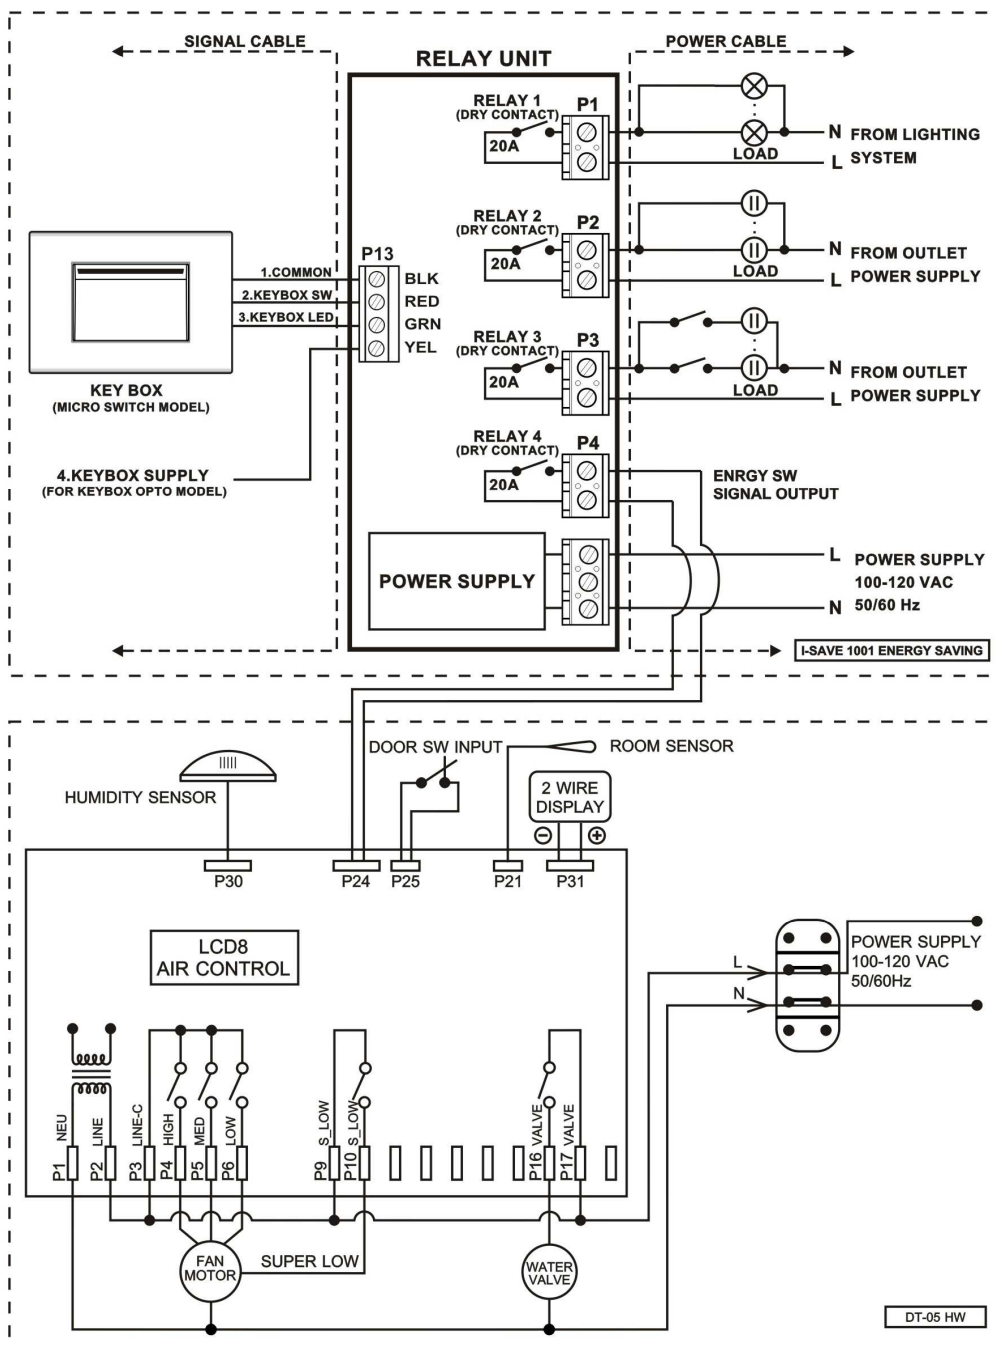 SIGNAL CABLE
POWER CABLE
RELAY UNIT
RELAY 1
(DRY CONTACT)
20A
P1
LOAD
N FROM LIGHTING
L SYSTEM
RELAY 2
(DRY CONTACT)
20A
P2
LOAD
N FROM OUTLET
L POWER SUPPLY
P13
1.COMMON
BLK
2.KEYBOX SW
RED
3.KEYBOX LED
GRN
YEL
KEY BOX
(MICRO SWITCH MODEL)
RELAY 3
(DRY CONTACT)
20A
P3
LOAD
N FROM OUTLET
L POWER SUPPLY
4.KEYBOX SUPPLY
(FOR KEYBOX OPTO MODEL)
RELAY 4
(DRY CONTACT)
20A
P4
ENRGY SW
SIGNAL OUTPUT
POWER SUPPLY
L POWER SUPPLY
100-120 VAC
N 50/60 Hz
I-SAVE 1001 ENERGY SAVING
HUMIDITY SENSOR
DOOR SW INPUT
ROOM SENSOR
2 WIRE
DISPLAY
P30
P24
P25
P21
P31
LCD8
AIR CONTROL
L
N
POWER SUPPLY
100-120 VAC
50/60Hz
P1 NEU
P2 LINE
P3 LINE-C
P4 HIGH
P5 MED
P6 LOW
P9 S_LOW
P10 S_LOW
P16 VALVE
P17 VALVE
FAN
MOTOR
SUPER LOW
WATER
VALVE
DT-05 HW